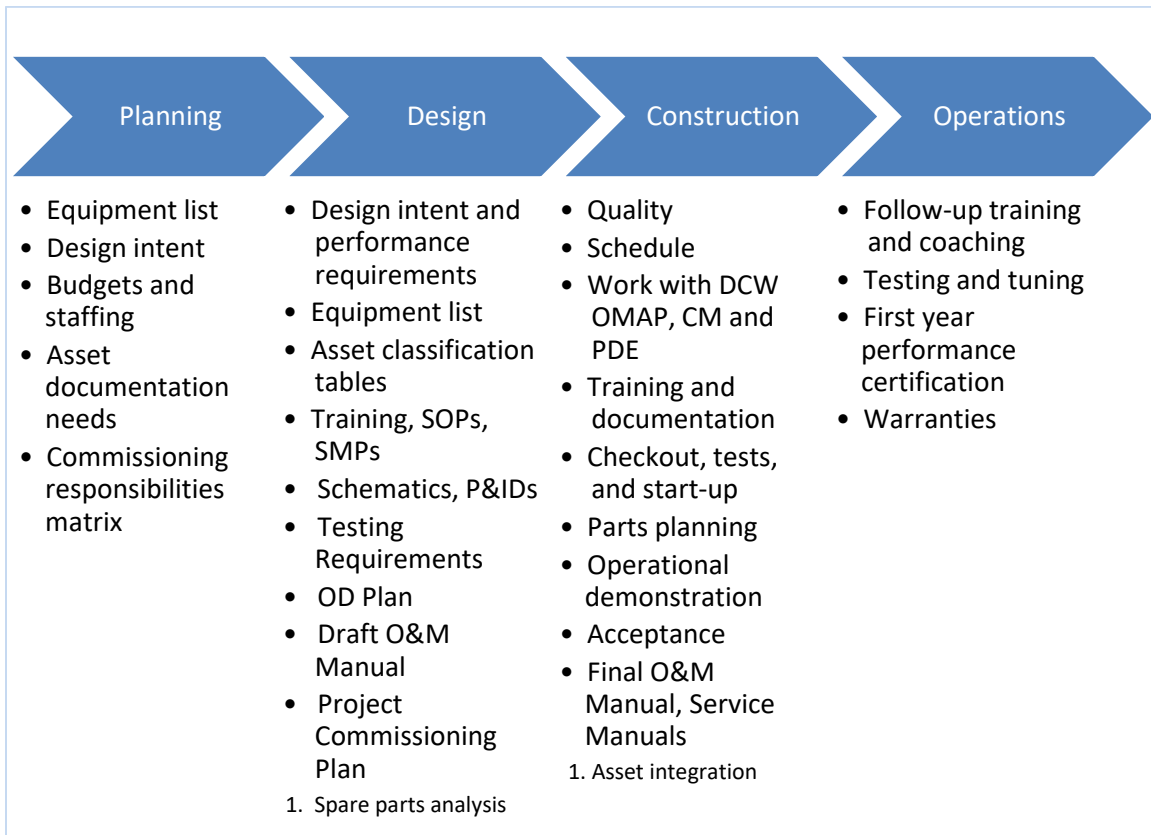 Planning
Design
Construction
Operations
• Equipment list
• Design intent
• Budgets and
staffing
• Asset
documentation
needs
• Commissioning
responsibilities
matrix
• Design intent and
performance
requirements
• Equipment list
• Asset classification
tables
• Training, SOPs,
SMPs
• Schematics, P&IDs
• Testing
Requirements
• OD Plan
• Draft O&M
Manual
• Project
Commissioning
Plan
1. Spare parts analysis
• Quality
• Schedule
• Work with DCW
OMAP, CM and
PDE
• Training and
documentation
• Checkout, tests,
and start-up
• Parts planning
• Operational
demonstration
• Acceptance
• Final O&M
Manual, Service
Manuals
1. Asset integration
• Follow-up training
and coaching
• Testing and tuning
• First year
performance
certification
• Warranties